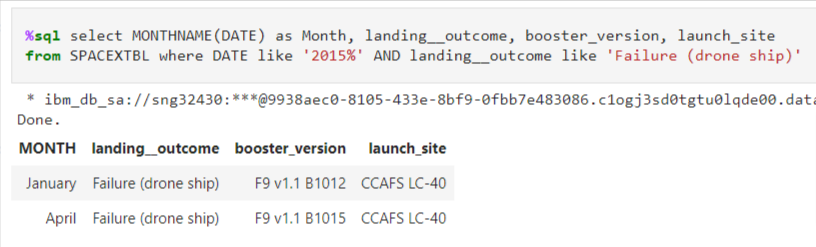 %sql select MONTHNAME(DATE) as Month, landing__outcome, booster_version, launch_site
from SPACEXTBL where DATE like '2015%' AND landing__outcome like 'Failure (drone ship)'
* ibm_db_sa://sng32430:***@9938aec0-8105-433e-8bf9-0fbb7e483086.c1ogj3sd0tgtu0lqde00.data
Done.
MONTH landing__outcome booster_version launch_site
January Failure (drone ship) F9 v1.1 B1012 CCAFS LC-40
April Failure (drone ship) F9 v1.1 B1015 CCAFS LC-40